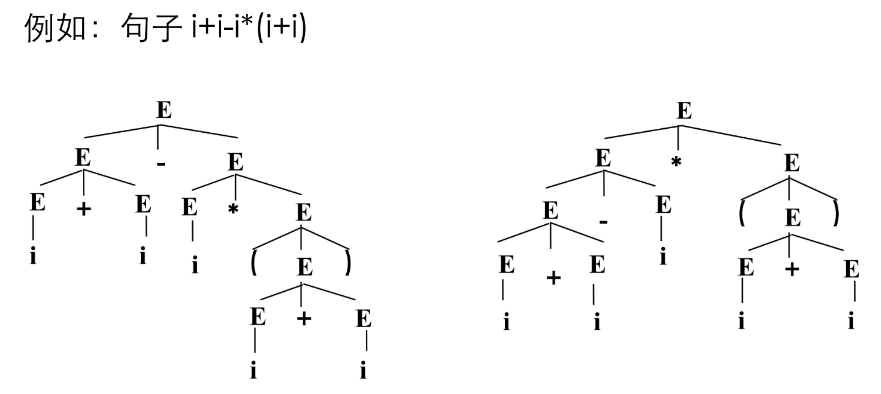 例如：句子 i+i-i*(i+i)
E E
E - E E * E
E + E E * E E - E ( E )
i i i ( E ) E + E i E + E
E + E i i i i
i i